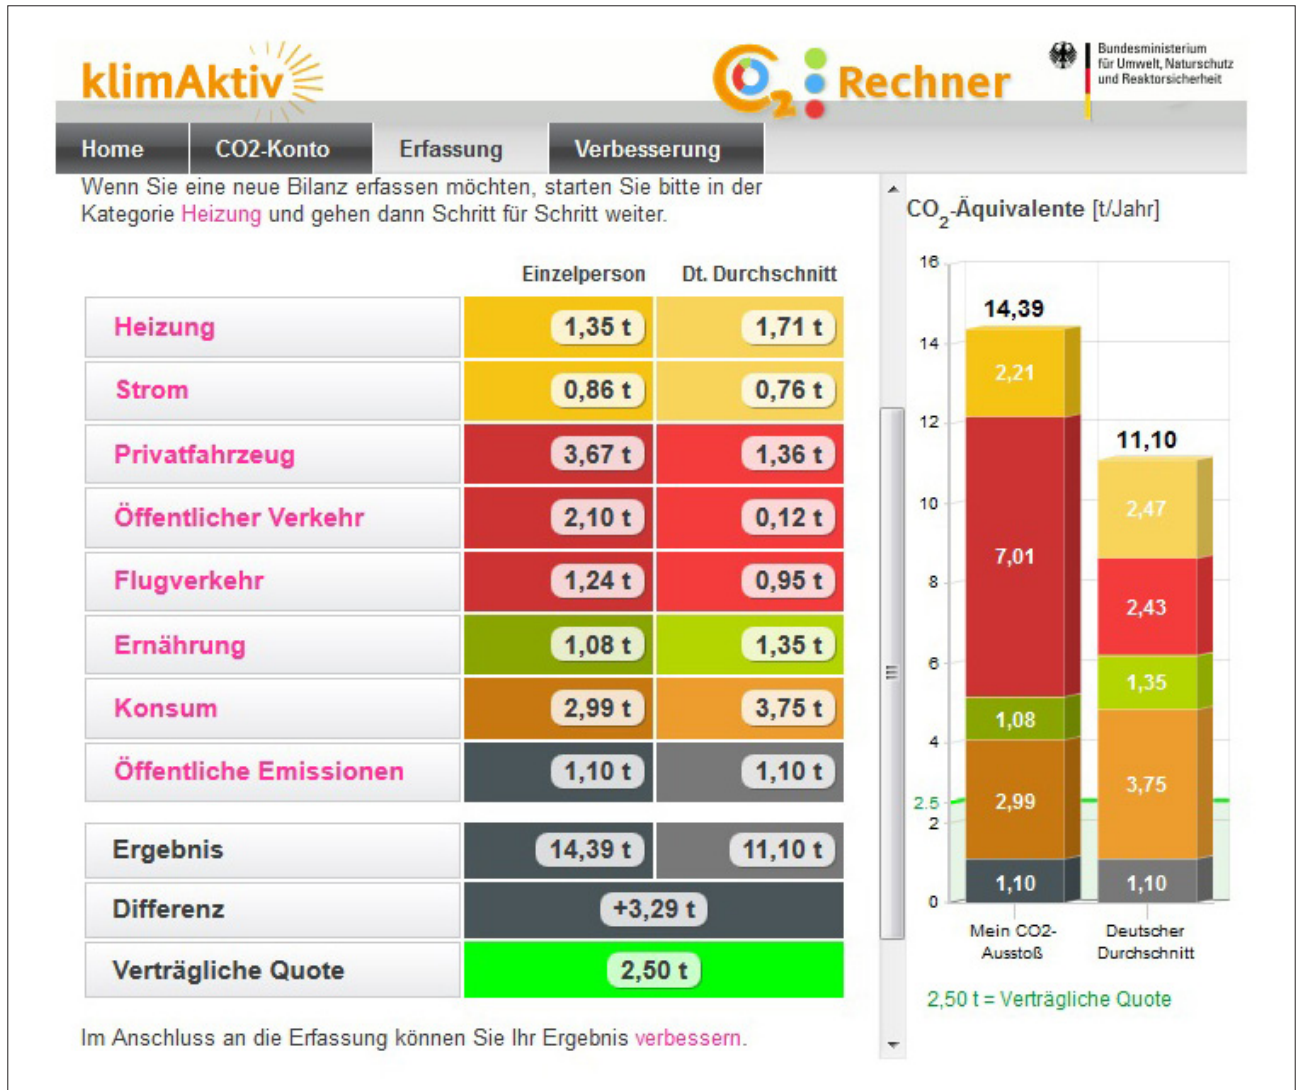 klimAktiv
CO2 Rechner
Bundesministerium
für Umwelt, Naturschutz
und Reaktorsicherheit
Home CO2-Konto Erfassung Verbesserung
Wenn Sie eine neue Bilanz erfassen möchten, starten Sie bitte in der
Kategorie Heizung und gehen dann Schritt für Schritt weiter.
Einzelperson Dt. Durchschnitt
Heizung 1,35 t 1,71 t
Strom 0,86 t 0,76 t
Privatfahrzeug 3,67 t 1,36 t
Öffentlicher Verkehr 2,10 t 0,12 t
Flugverkehr 1,24 t 0,95 t
Ernährung 1,08 t 1,35 t
Konsum 2,99 t 3,75 t
Öffentliche Emissionen 1,10 t 1,10 t
Ergebnis 14,39 t 11,10 t
Differenz +3,29 t
Verträgliche Quote 2,50 t
Im Anschluss an die Erfassung können Sie Ihr Ergebnis verbessern.
CO2-Äquivalente [t/Jahr]
16
14,39
14
2,21
12
11,10
10
2,47
7,01
8
2,43
6
1,35
1,08
4
3,75
2.5
2,99
2
1,10 1,10
0
Mein CO2- Deutscher
Ausstoß Durchschnitt
2,50 t = Verträgliche Quote